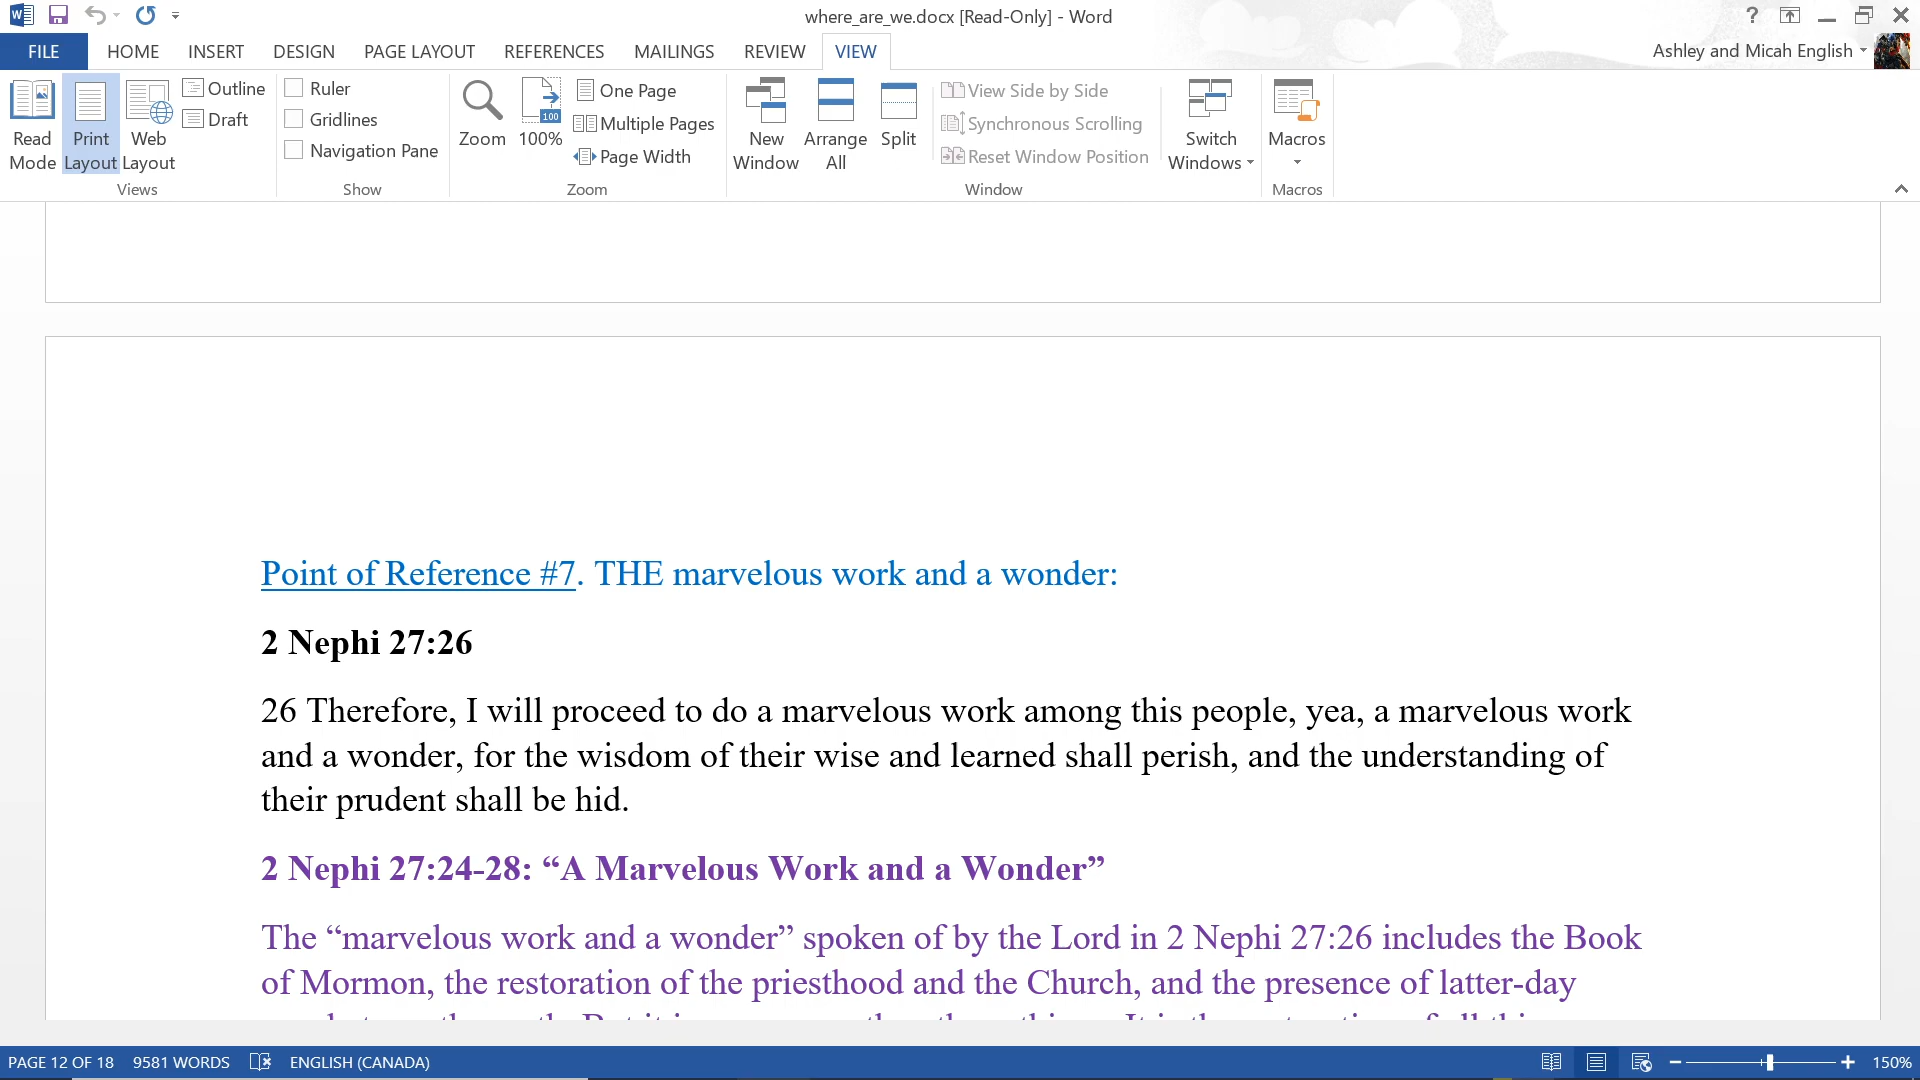 where_are_we.docx [Read-Only] - Word
FILE HOME INSERT DESIGN PAGE LAYOUT REFERENCES MAILINGS REVIEW VIEW Ashley and Micah English
Read Mode
Print Layout
Web Layout
Outline
Draft
Views
Ruler
Gridlines
Navigation Pane
Show
Zoom
100
100%
One Page
Multiple Pages
Page Width
Zoom
New Window
Arrange All
Split
View Side by Side
Synchronous Scrolling
Reset Window Position
Window
Switch Windows
Macros
Macros
Point of Reference #7. THE marvelous work and a wonder:
2 Nephi 27:26
26 Therefore, I will proceed to do a marvelous work among this people, yea, a marvelous work
and a wonder, for the wisdom of their wise and learned shall perish, and the understanding of
their prudent shall be hid.
2 Nephi 27:24-28: “A Marvelous Work and a Wonder”
The “marvelous work and a wonder” spoken of by the Lord in 2 Nephi 27:26 includes the Book
of Mormon, the restoration of the priesthood and the Church, and the presence of latter-day
PAGE 12 OF 18 9581 WORDS ENGLISH (CANADA) 150%